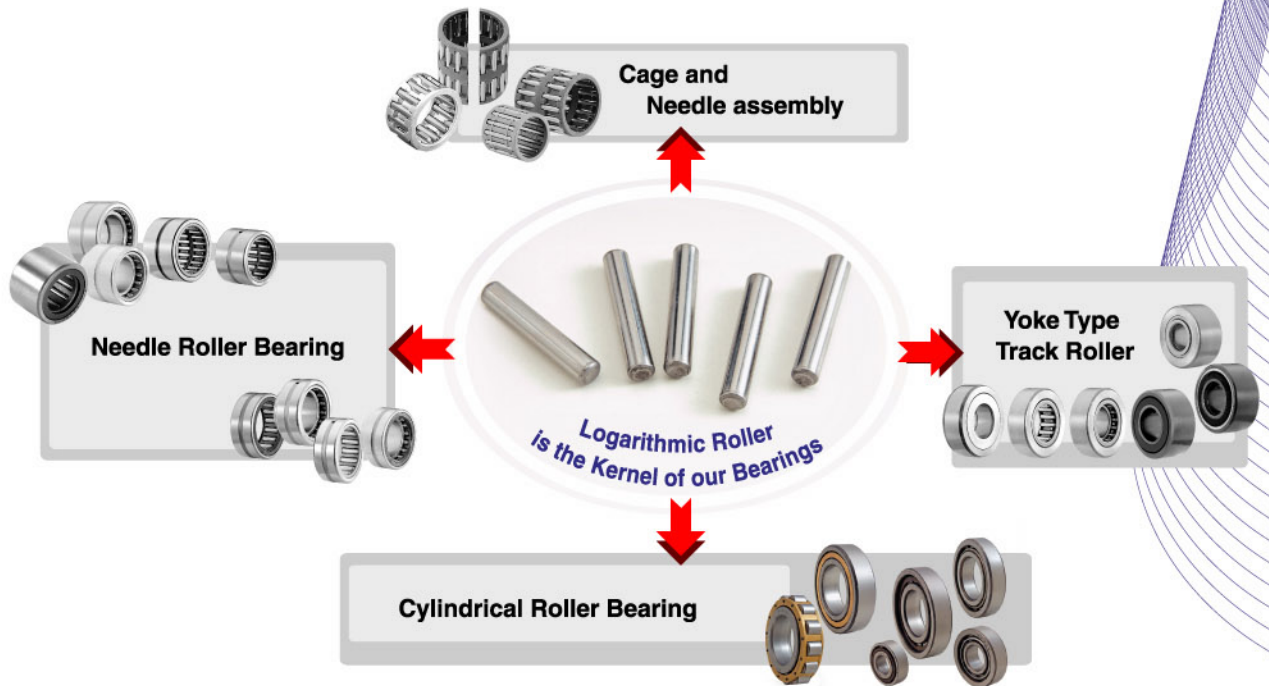 Cage and
Needle assembly
Needle Roller Bearing
Yoke Type
Track Roller
Logarithmic Roller
is the Kernel of our Bearings
Cylindrical Roller Bearing